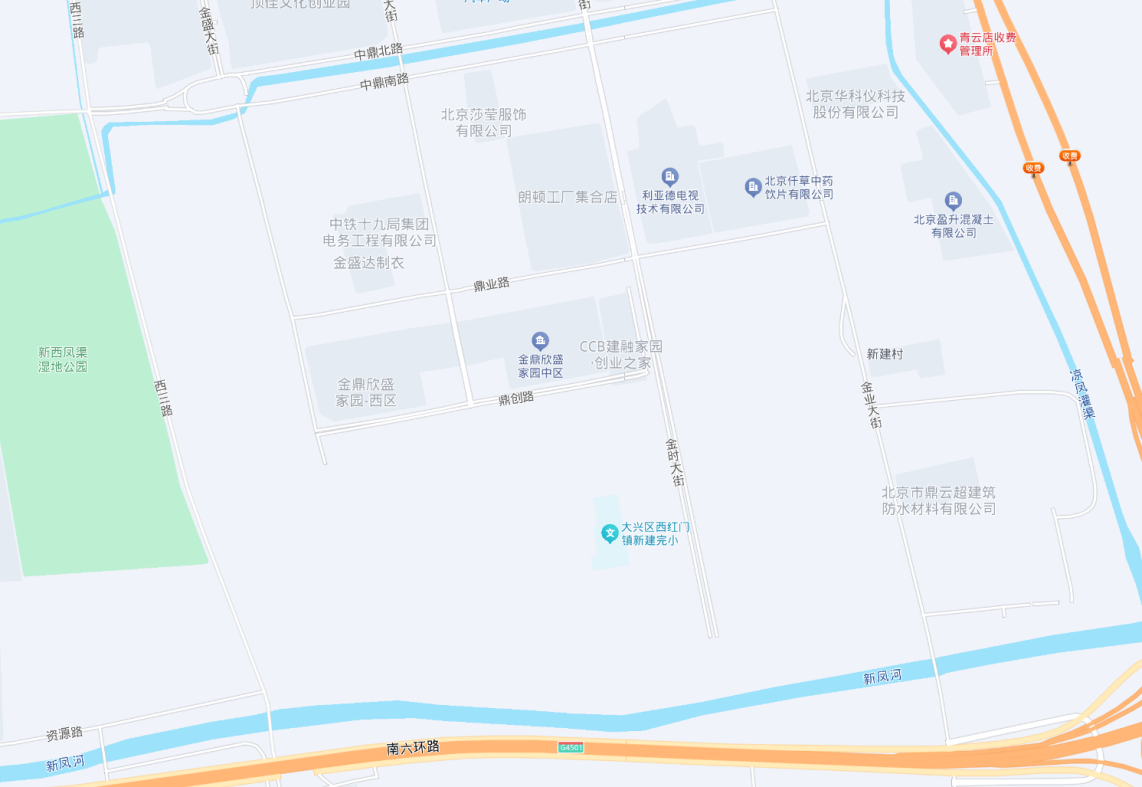 西三路
金盛大街
顶佳文化创业园
大街
街
中鼎北路
中鼎南路
青云店收费
管理所
北京莎莹服饰
有限公司
北京华科仪科技
股份有限公司
收费
收费
利亚德电视
技术有限公司
北京仟草中药
饮片有限公司
朗顿工厂集合店
北京盈升混凝土
有限公司
中铁十九局集团
电务工程有限公司
金盛达制衣
鼎业路
新西凤渠
湿地公园
金鼎欣盛
家园中区
CCB建融家园
·创业之家
新建村
金鼎欣盛
家园-西区
西三路
鼎创路
金业大街
凉凤灌渠
金时大街
北京市鼎云超建筑
防水材料有限公司
大兴区西红门
镇新建完小
新凤河
资源路
新凤河
南六环路
G4501